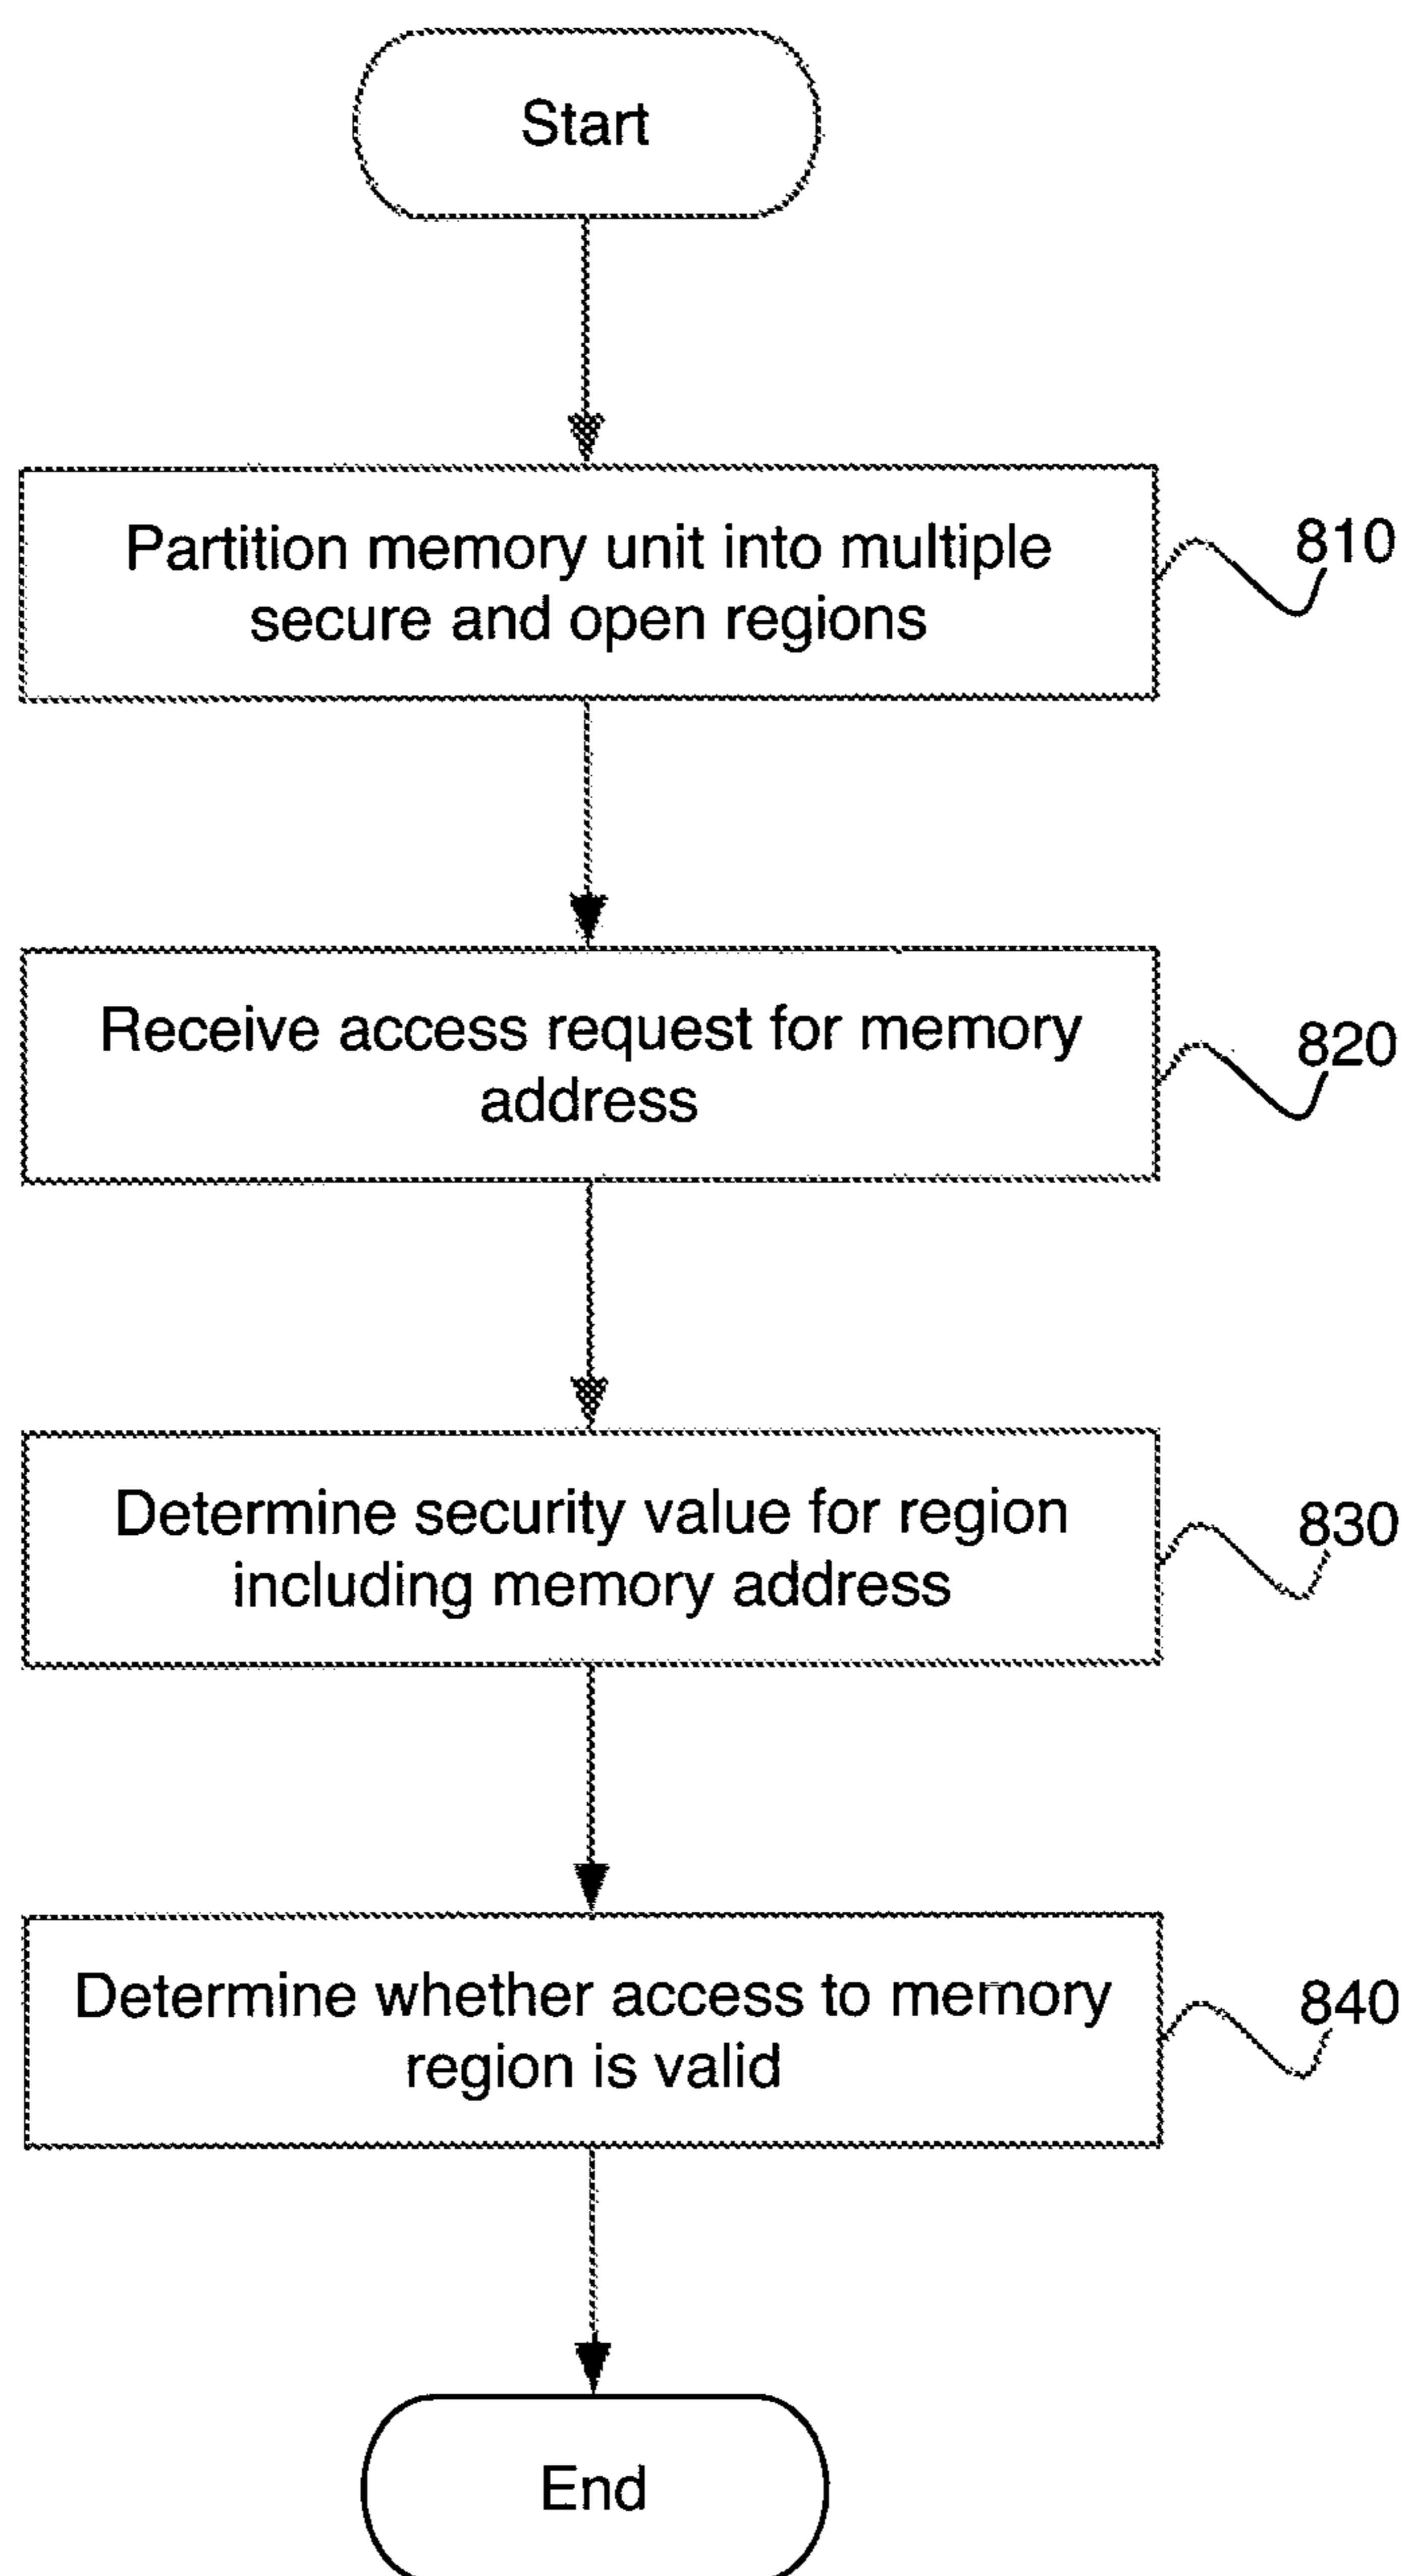 Start
Partition memory unit into multiple
secure and open regions
810
Receive access request for memory
address
820
Determine security value for region
including memory address
830
Determine whether access to memory
region is valid
840
End